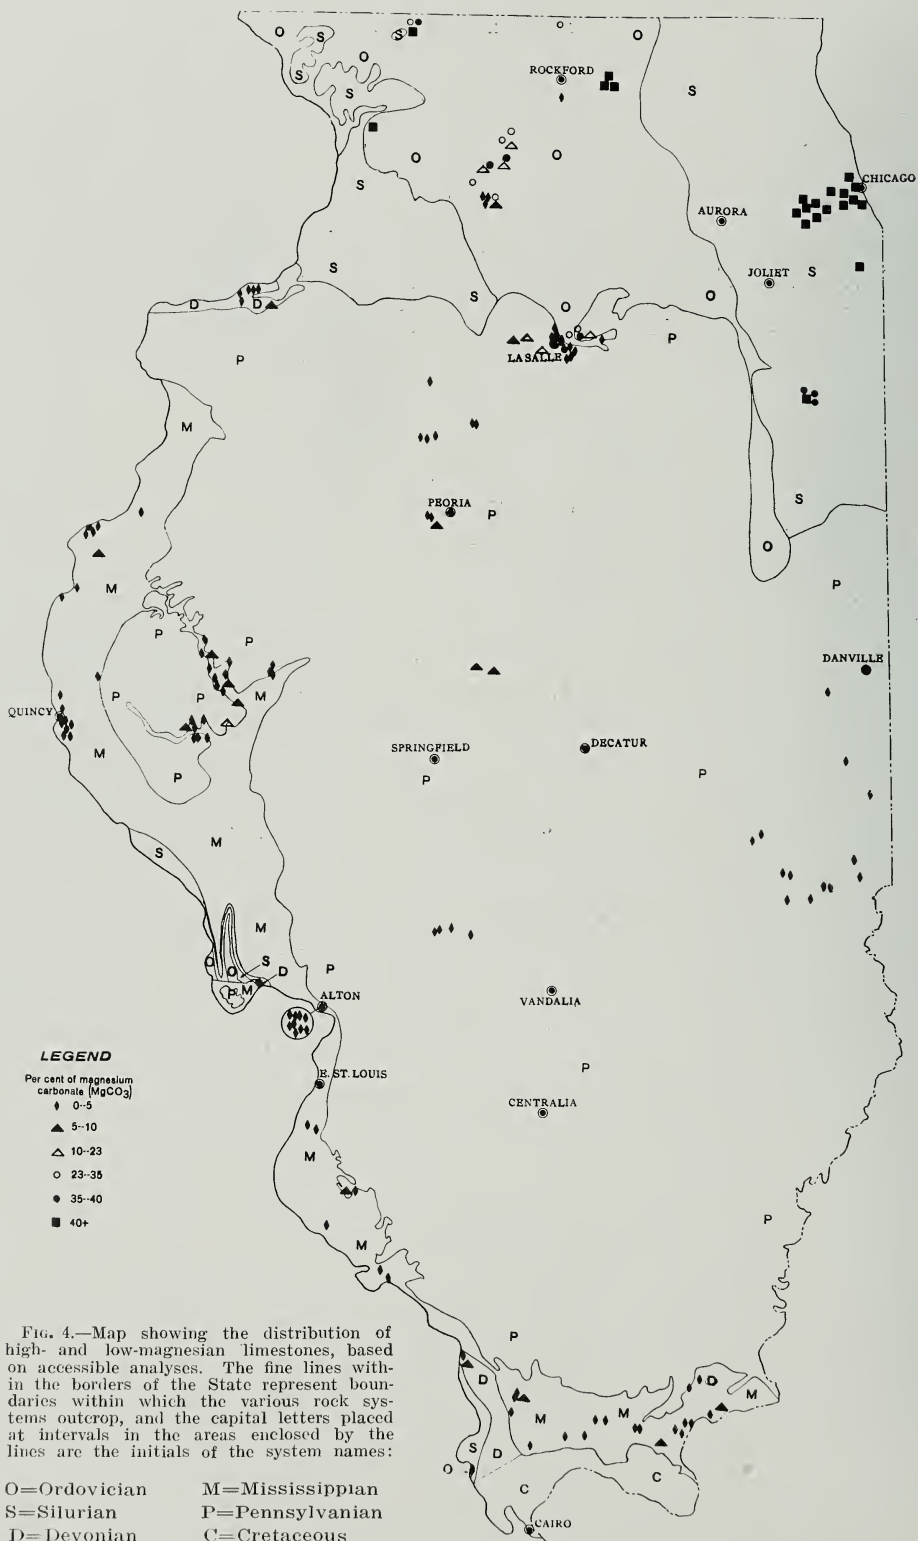 O
S
S
O
S
O
ROCKFORD
S
S
O
O
S
CHICAGO
AURORA
S
JOLIET
S
D
D
S
O
O
P
P
LA SALLE
M
PEORIA
P
S
O
M
P
P
P
P
P
M
DANVILLE
QUINCY
M
SPRINGFIELD
DECATUR
P
P
P
S
M
M
O
O
S
D
P
M
P
ALTON
VANDALIA
LEGEND
Per cent of magnesium
carbonate (MgCO3)
0--5
5--10
10--23
23--35
35--40
40+
E. ST. LOUIS
P
CENTRALIA
M
M
P
P
D
M
M
D
M
S
D
O
C
C
CAIRO
FIG. 4.—Map showing the distribution of
high- and low-magnesian limestones, based
on accessible analyses. The fine lines with-
in the borders of the State represent boun-
daries within which the various rock sys-
tems outcrop, and the capital letters placed
at intervals in the areas enclosed by the
lines are the initials of the system names:
O=Ordovician M=Mississippian
S=Silurian P=Pennsylvanian
D=Devonian C=Cretaceous